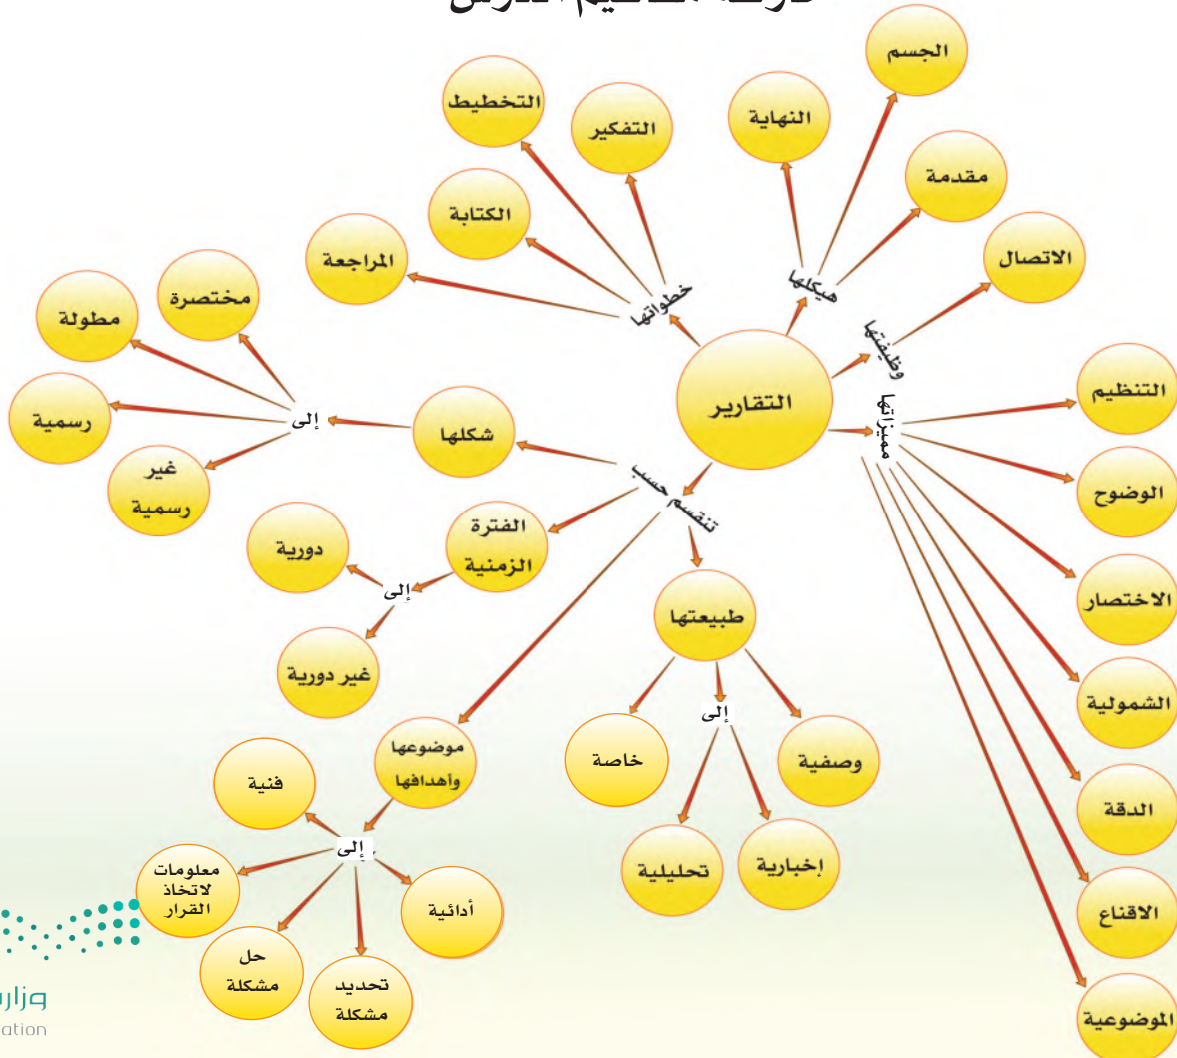 خارطة مفاهيم الدرس
الجسم
النهاية
مقدمة
هيكلها
الاتصال
وظيفتها
التفكير
التخطيط
الكتابة
المراجعة
خطواتها
التقارير
مميزاتها
التنظيم
الوضوح
الاختصار
الشمولية
الدقة
الاقناع
الموضوعية
تنقسم حسب
شكلها
إلى
مختصرة
مطولة
رسمية
غير
رسمية
الفترة
الزمنية
إلى
دورية
غير دورية
طبيعتها
إلى
وصفية
إخبارية
تحليلية
خاصة
موضوعها
وأهدافها
إلى
فنية
معلومات
لاتخاذ
القرار
حل
مشكلة
تحديد
مشكلة
أدائية
وزار
ation